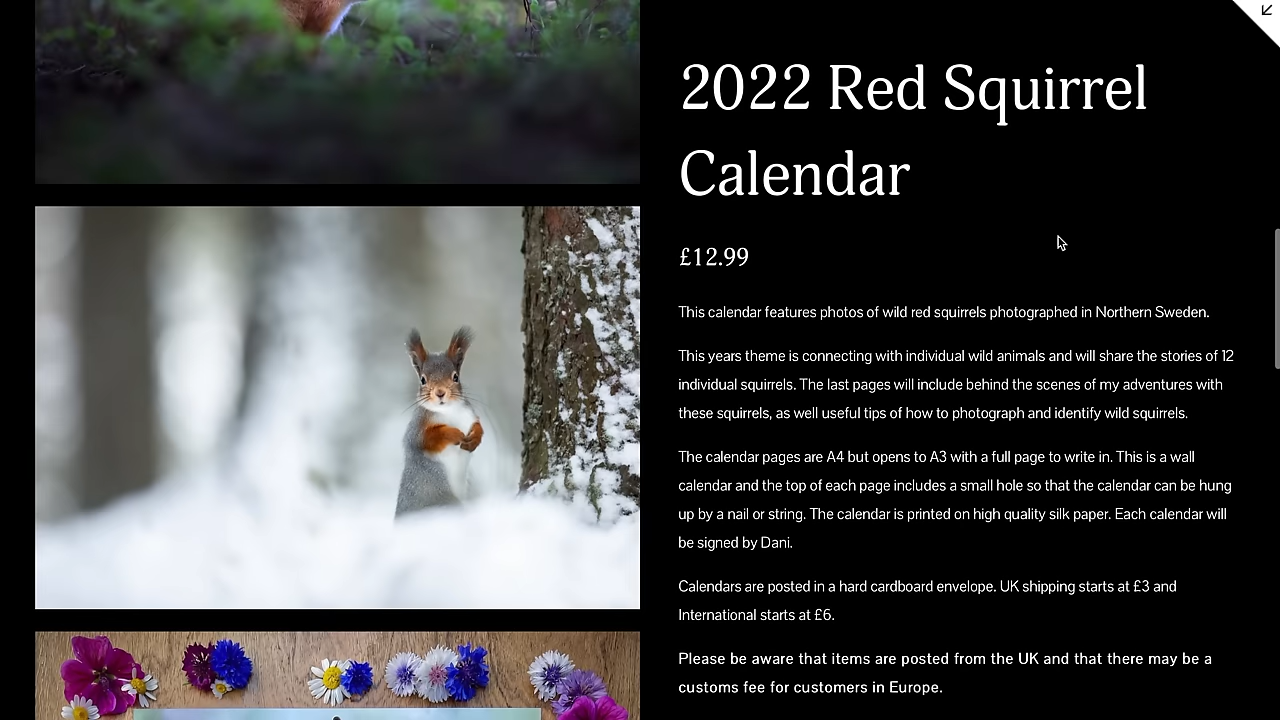 2022 Red Squirrel
Calendar
£12.99
This calendar features photos of wild red squirrels photographed in Northern Sweden.
This years theme is connecting with individual wild animals and will share the stories of 12
individual squirrels. The last pages will include behind the scenes of my adventures with
these squirrels, as well useful tips of how to photograph and identify wild squirrels.
The calendar pages are A4 but opens to A3 with a full page to write in. This is a wall
calendar and the top of each page includes a small hole so that the calendar can be hung
up by a nail or string. The calendar is printed on high quality silk paper. Each calendar will
be signed by Dani.
Calendars are posted in a hard cardboard envelope. UK shipping starts at £3 and
International starts at £6.
Please be aware that items are posted from the UK and that there may be a
customs fee for customers in Europe.